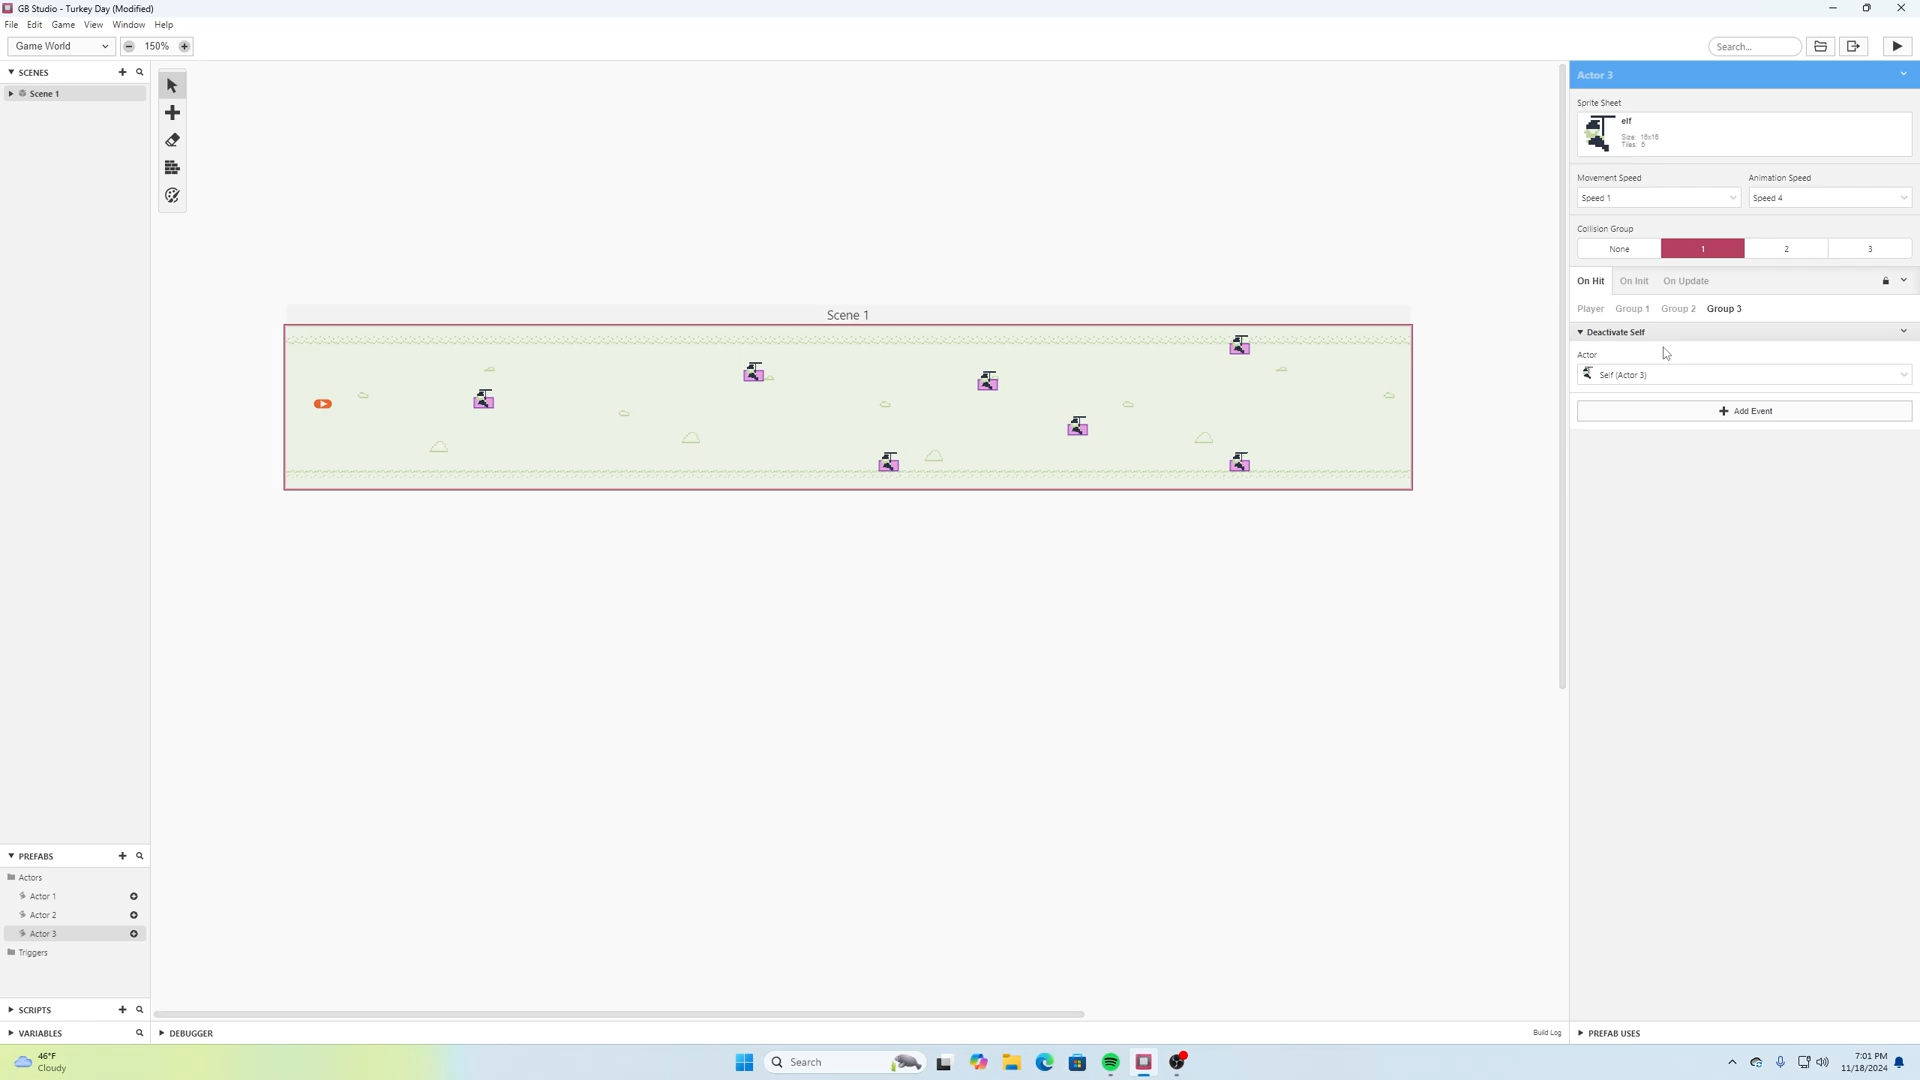 GB Studio - Turkey Day (Modified)
File Edit Game View Window Help
Game World
150%
Search...
SCENES
Scene 1
Scene 1
Actor 3
Sprite Sheet
elf
Size: 16x16
Tiles: 6
Movement Speed
Animation Speed
Speed 1
Speed 4
Collision Group
None
1
2
3
On Hit
On Init
On Update
Player
Group 1
Group 2
Group 3
Deactivate Self
Actor
Self (Actor 3)
Add Event
PREFABS
Actors
Actor 1
Actor 2
Actor 3
Triggers
SCRIPTS
VARIABLES
DEBUGGER
Build Log
PREFAB USES
46°F
Cloudy
Search
7:01 PM
11/18/2024